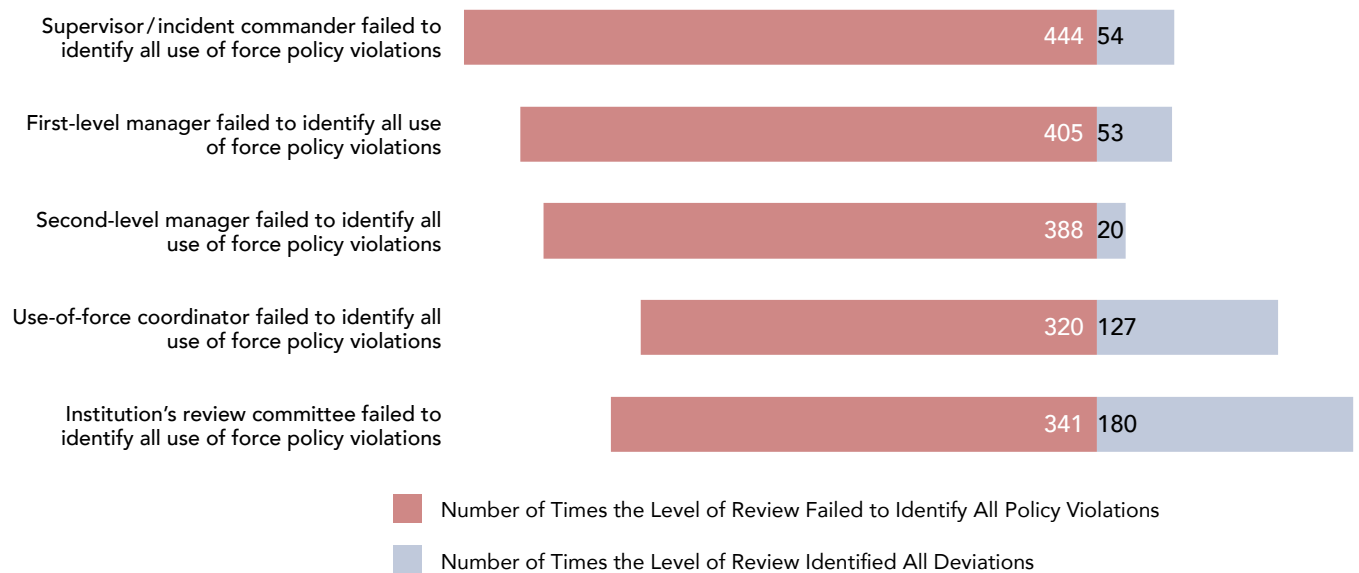 Supervisor/incident commander failed to
identify all use of force policy violations
444 54
First-level manager failed to identify all use
of force policy violations
405 53
Second-level manager failed to identify all
use of force policy violations
388 20
Use-of-force coordinator failed to identify all
use of force policy violations
320 127
Institution’s review committee failed to
identify all use of force policy violations
341 180
Number of Times the Level of Review Failed to Identify All Policy Violations
Number of Times the Level of Review Identified All Deviations